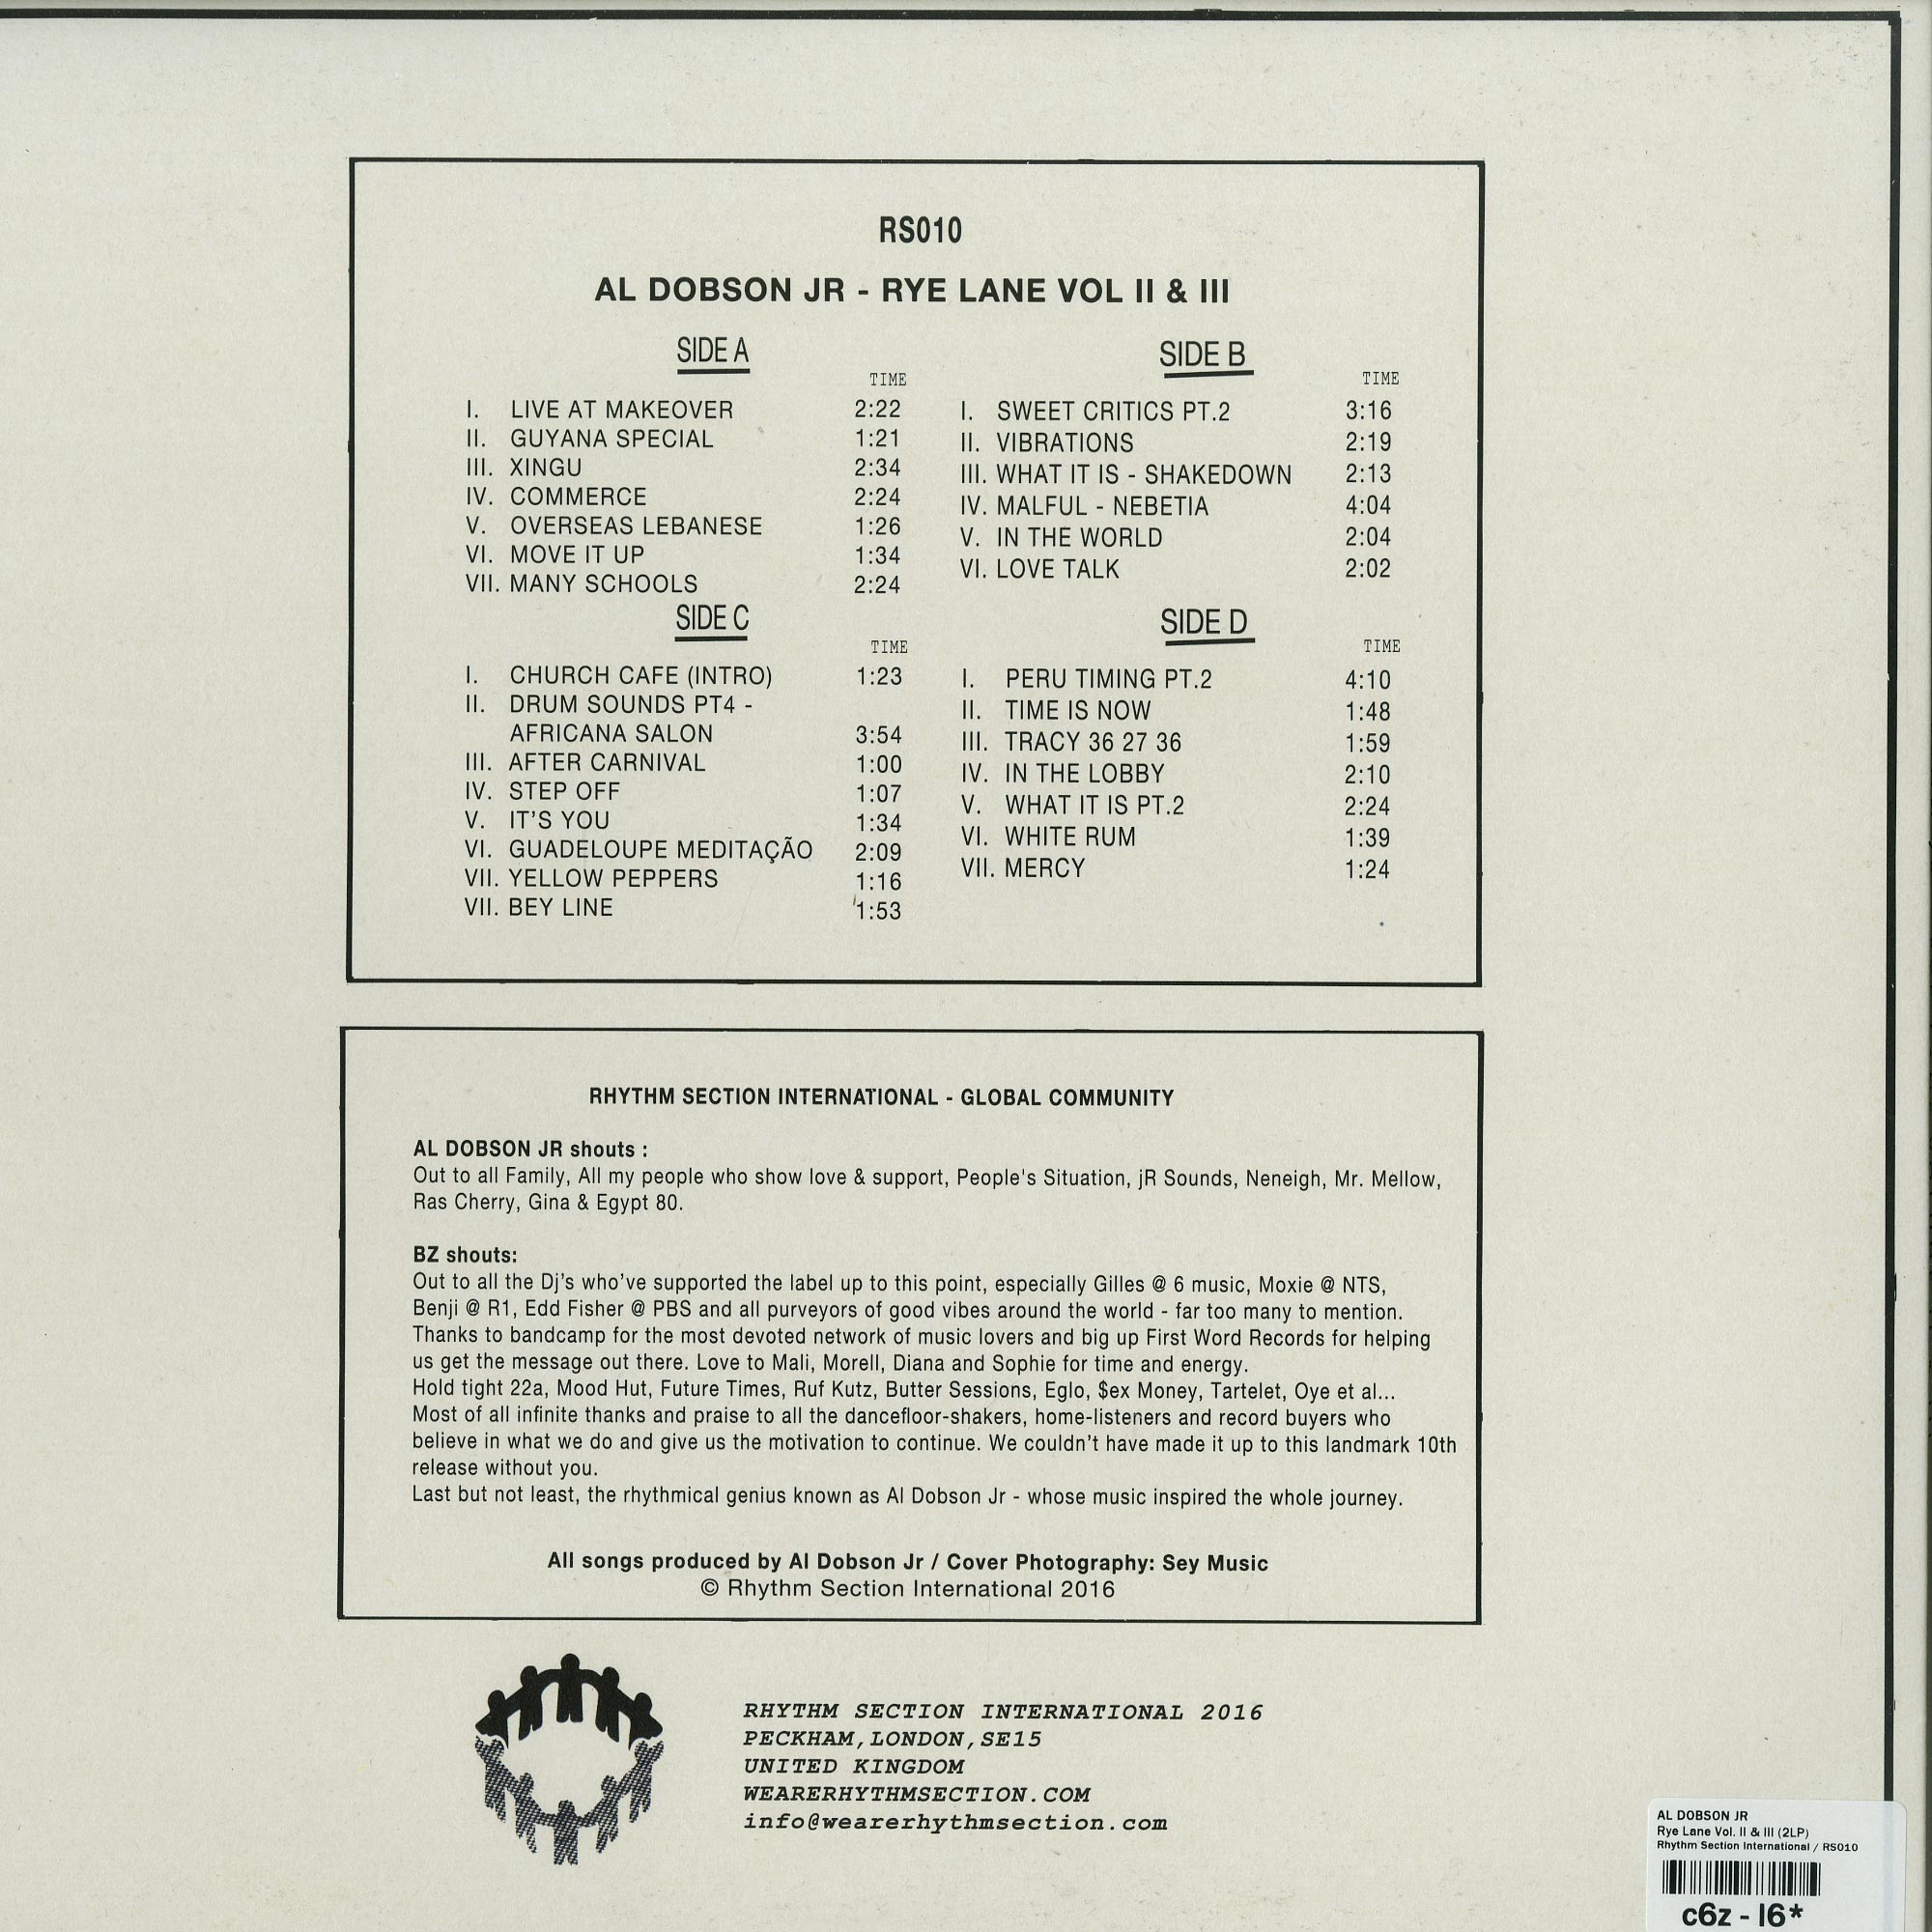 RS010
AL DOBSON JR - RYE LANE VOL II & III
SIDE A
TIME
I. LIVE AT MAKEOVER 2:22
II. GUYANA SPECIAL 1:21
III. XINGU 2:34
IV. COMMERCE 2:24
V. OVERSEAS LEBANESE 1:26
VI. MOVE IT UP 1:34
VII. MANY SCHOOLS 2:24
SIDE B
TIME
I. SWEET CRITICS PT.2 3:16
II. VIBRATIONS 2:19
III. WHAT IT IS - SHAKEDOWN 2:13
IV. MALFUL - NEBETIA 4:04
V. IN THE WORLD 2:04
VI. LOVE TALK 2:02
SIDE C
TIME
I. CHURCH CAFE (INTRO) 1:23
II. DRUM SOUNDS PT4 -
AFRICANA SALON 3:54
III. AFTER CARNIVAL 1:00
IV. STEP OFF 1:07
V. IT'S YOU 1:34
VI. GUADELOUPE MEDITAÇÃO 2:09
VII. YELLOW PEPPERS 1:16
VII. BEY LINE 1:53
SIDE D
TIME
I. PERU TIMING PT.2 4:10
II. TIME IS NOW 1:48
III. TRACY 36 27 36 1:59
IV. IN THE LOBBY 2:10
V. WHAT IT IS PT.2 2:24
VI. WHITE RUM 1:39
VII. MERCY 1:24
RHYTHM SECTION INTERNATIONAL - GLOBAL COMMUNITY
AL DOBSON JR shouts :
Out to all Family, All my people who show love & support, People's Situation, jR Sounds, Neneigh, Mr. Mellow,
Ras Cherry, Gina & Egypt 80.
BZ shouts:
Out to all the Dj's who've supported the label up to this point, especially Gilles @ 6 music, Moxie @ NTS,
Benji @ R1, Edd Fisher @ PBS and all purveyors of good vibes around the world - far too many to mention.
Thanks to bandcamp for the most devoted network of music lovers and big up First Word Records for helping
us get the message out there. Love to Mali, Morell, Diana and Sophie for time and energy.
Hold tight 22a, Mood Hut, Future Times, Ruf Kutz, Butter Sessions, Eglo, $ex Money, Tartelet, Oye et al...
Most of all infinite thanks and praise to all the dancefloor-shakers, home-listeners and record buyers who
believe in what we do and give us the motivation to continue. We couldn't have made it up to this landmark 10th
release without you.
Last but not least, the rhythmical genius known as Al Dobson Jr - whose music inspired the whole journey.
All songs produced by Al Dobson Jr / Cover Photography: Sey Music
© Rhythm Section International 2016
RHYTHM SECTION INTERNATIONAL 2016
PECKHAM,LONDON,SE15
UNITED KINGDOM
WEARERHYTHMSECTION.COM
info@wearerhythmsection.com
AL DOBSON JR
Rye Lane Vol. II & III (2LP)
Rhythm Section International / RS010
c6z - I6*